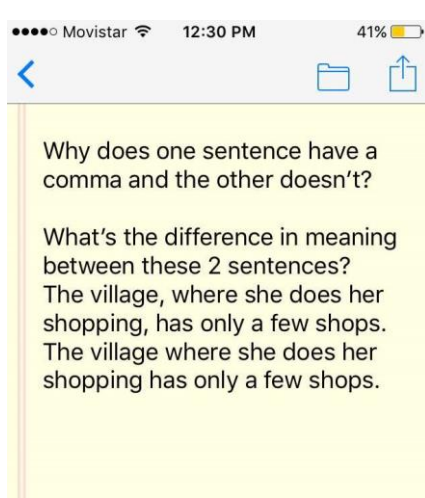 Movistar 12:30 PM 41%
Why does one sentence have a
comma and the other doesn't?
What's the difference in meaning
between these 2 sentences?
The village, where she does her
shopping, has only a few shops.
The village where she does her
shopping has only a few shops.